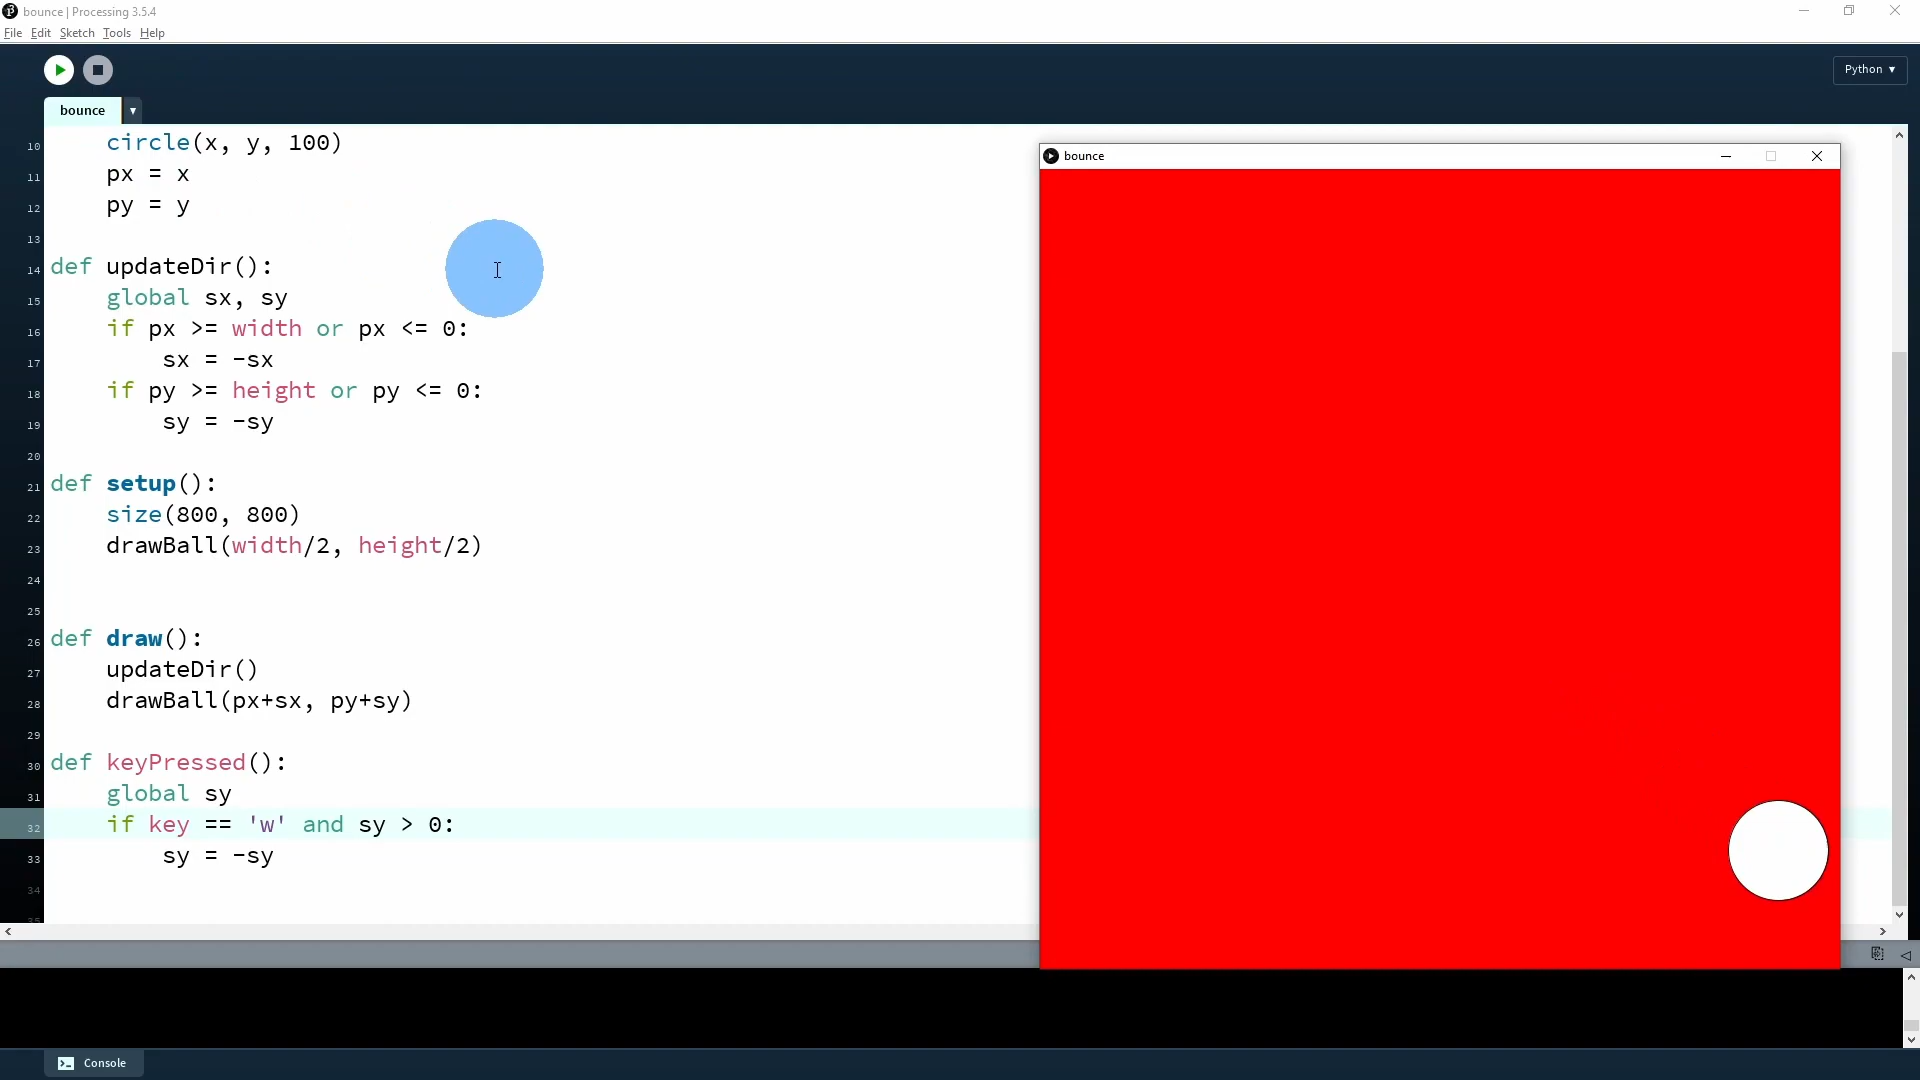 bounce | Processing 3.5.4
File Edit Sketch Tools Help
Python ▾
bounce ▾
10     circle(x, y, 100)
11     px = x
12     py = y
13
14 def updateDir():
15     global sx, sy
16     if px >= width or px <= 0:
17         sx = -sx
18     if py >= height or py <= 0:
19         sy = -sy
20
21 def setup():
22     size(800, 800)
23     drawBall(width/2, height/2)
24
25
26 def draw():
27     updateDir()
28     drawBall(px+sx, py+sy)
29
30 def keyPressed():
31     global sy
32     if key == 'w' and sy > 0:
33         sy = -sy
34
35
bounce
Console